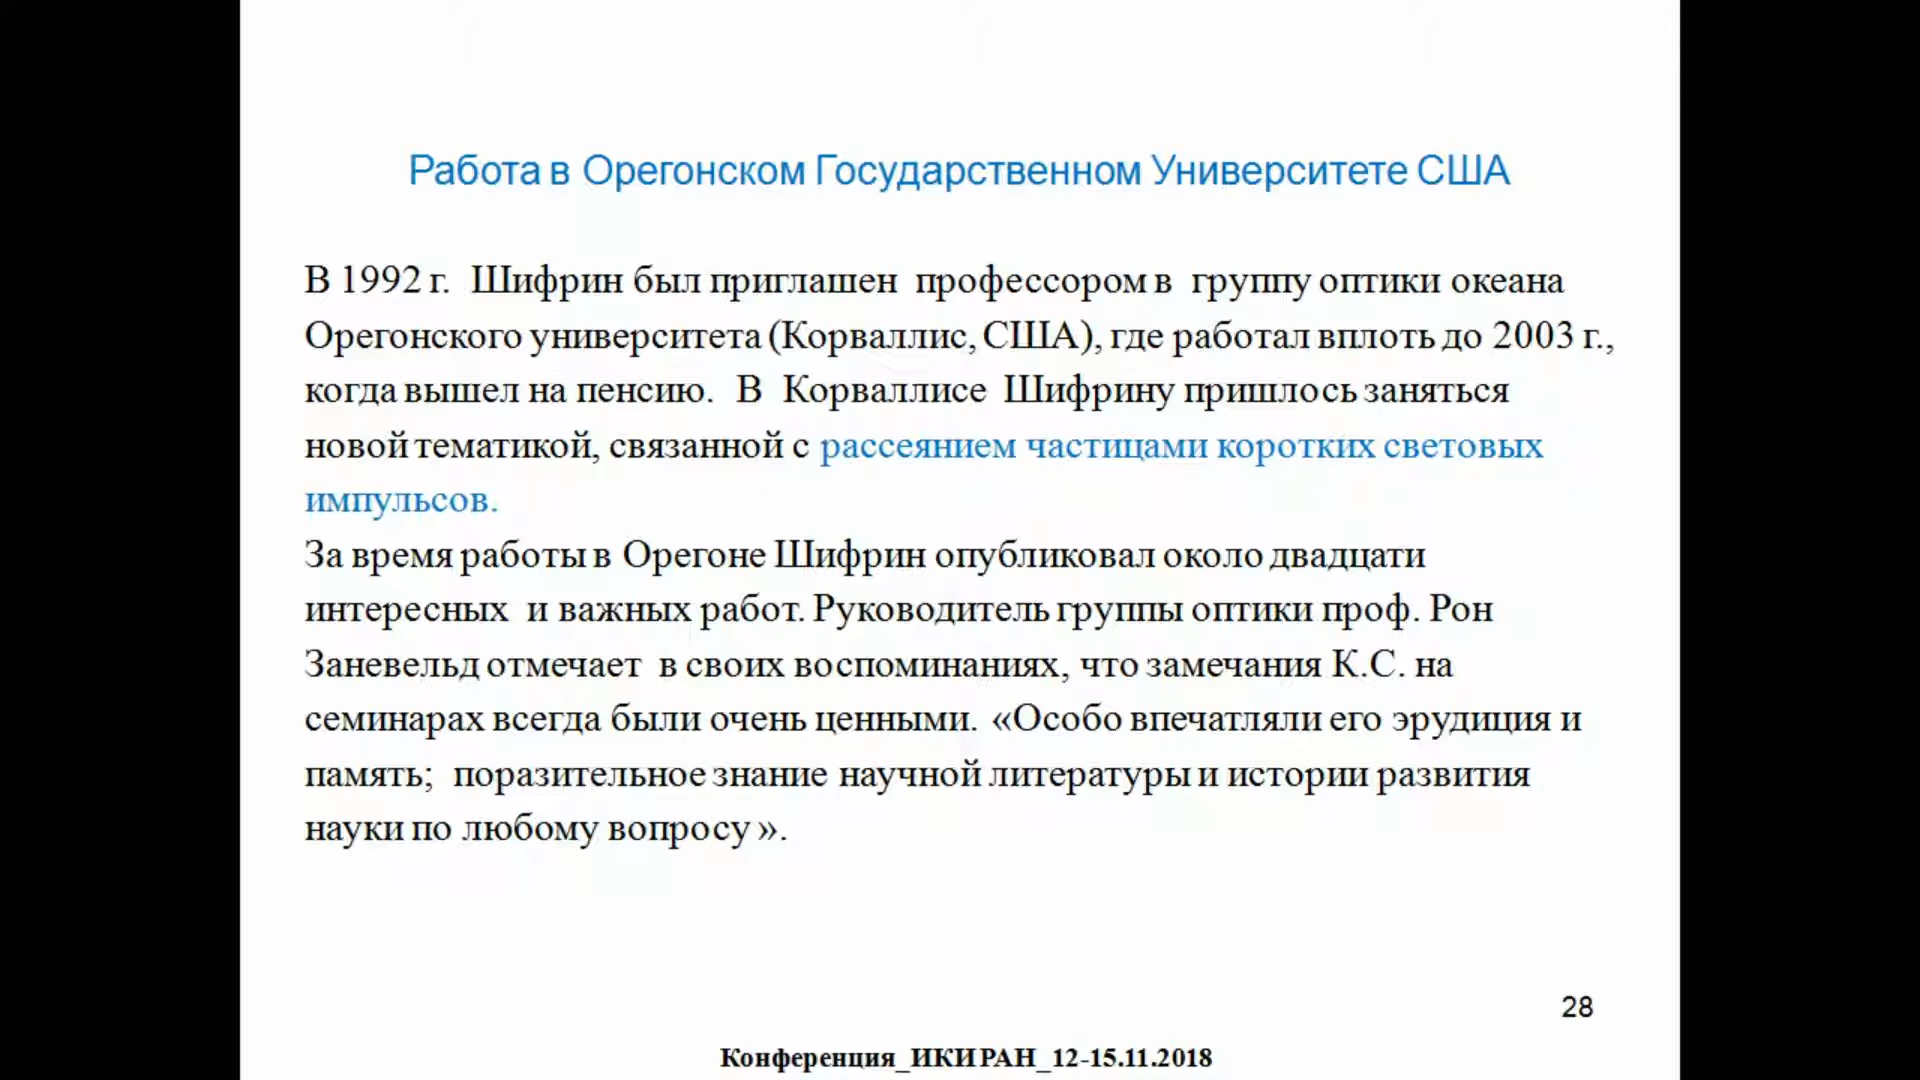 Работа в Орегонском Государственном Университете США
В 1992 г. Шифрин был приглашен профессором в группу оптики океана
Орегонского университета (Корваллис, США), где работал вплоть до 2003 г.,
когда вышел на пенсию. В Корваллисе Шифрину пришлось заняться
новой тематикой, связанной с рассеянием частицами коротких световых
импульсов.
За время работы в Орегоне Шифрин опубликовал около двадцати
интересных и важных работ. Руководитель группы оптики проф. Рон
Заневельд отмечает в своих воспоминаниях, что замечания К.С. на
семинарах всегда были очень ценными. «Особо впечатляли его эрудиция и
память; поразительное знание научной литературы и истории развития
науки по любому вопросу ».
28
Конференция_ИКИ РАН_12-15.11.2018